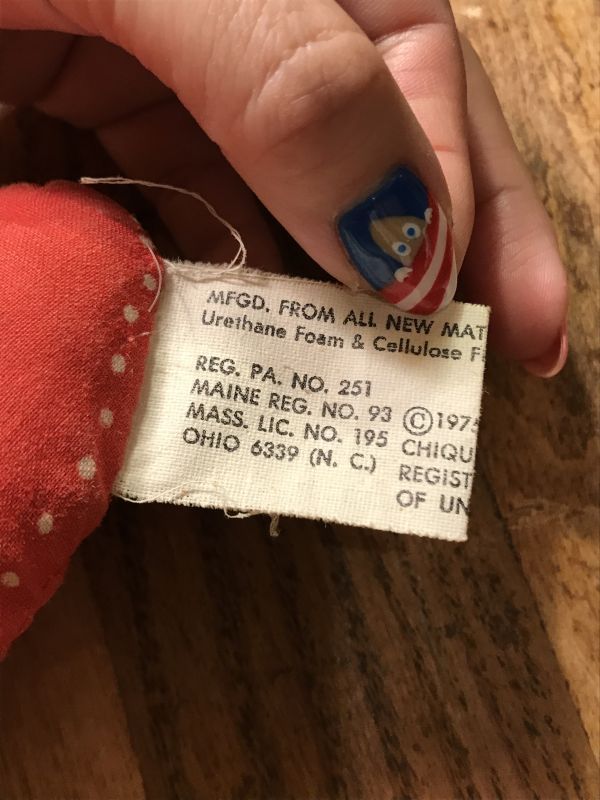 MFGD. FROM ALL NEW MAT
Urethane Foam & Cellulose F
REG. PA. NO. 251
MAINE REG. NO. 93
MASS. LIC. NO. 195
OHIO 6339 (N. C.)
© 1975
CHIQU
REGIST
OF UN